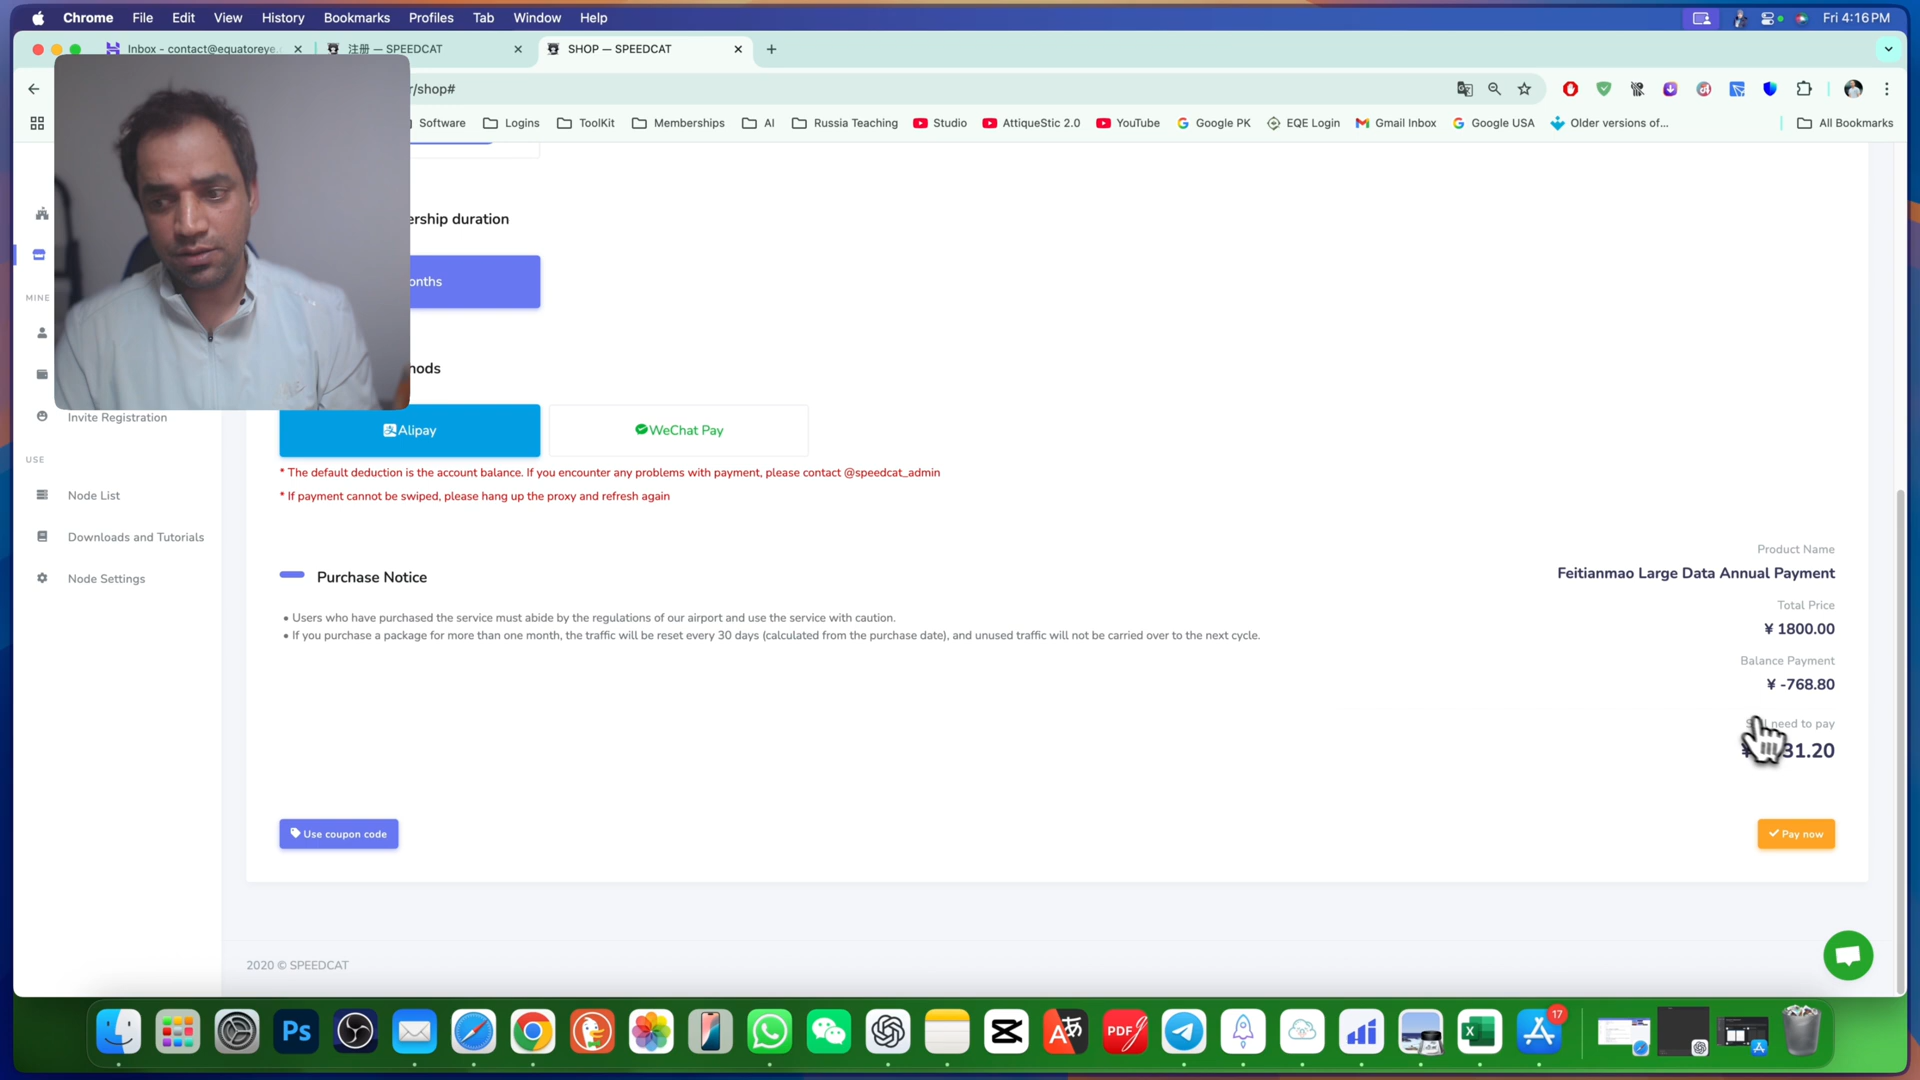 Chrome File Edit View History Bookmarks Profiles Tab Window Help Fri 4:16 PM
Inbox - contact@equatoreye.c 注册 — SPEEDCAT SHOP — SPEEDCAT
r/shop#
Software Logins ToolKit Memberships AI Russia Teaching Studio AttiqueStic 2.0 YouTube Google PK EQE Login Gmail Inbox Google USA Older versions of... All Bookmarks
ership duration
onths
MINE
hods
Invite Registration
Alipay WeChat Pay
USE
* The default deduction is the account balance. If you encounter any problems with payment, please contact @speedcat_admin
* If payment cannot be swiped, please hang up the proxy and refresh again
Node List
Downloads and Tutorials
Node Settings
Purchase Notice
• Users who have purchased the service must abide by the regulations of our airport and use the service with caution.
• If you purchase a package for more than one month, the traffic will be reset every 30 days (calculated from the purchase date), and unused traffic will not be carried over to the next cycle.
Product Name
Feitianmao Large Data Annual Payment
Total Price
¥ 1800.00
Balance Payment
¥ -768.80
need to pay
31.20
Use coupon code Pay now
2020 © SPEEDCAT
Ps PDF 17